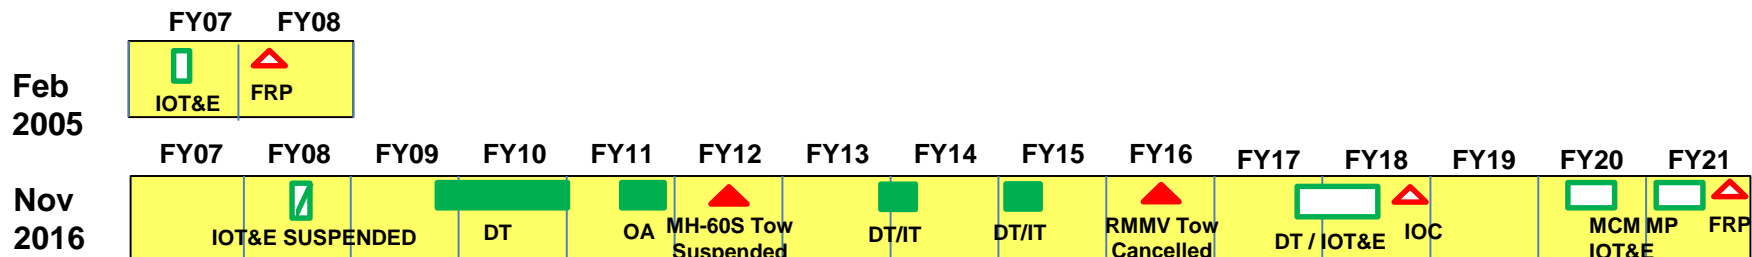 FY07 FY08
Feb
2005
IOT&E FRP
FY07 FY08 FY09 FY10 FY11 FY12 FY13 FY14 FY15 FY16 FY17 FY18 FY19 FY20 FY21
Nov
2016
IOT&E SUSPENDED
DT
OA
MH-60S Tow
Suspended
DT/IT
DT/IT
RMMV Tow
Cancelled
DT / IOT&E
IOC
MCM MP
IOT&E
FRP